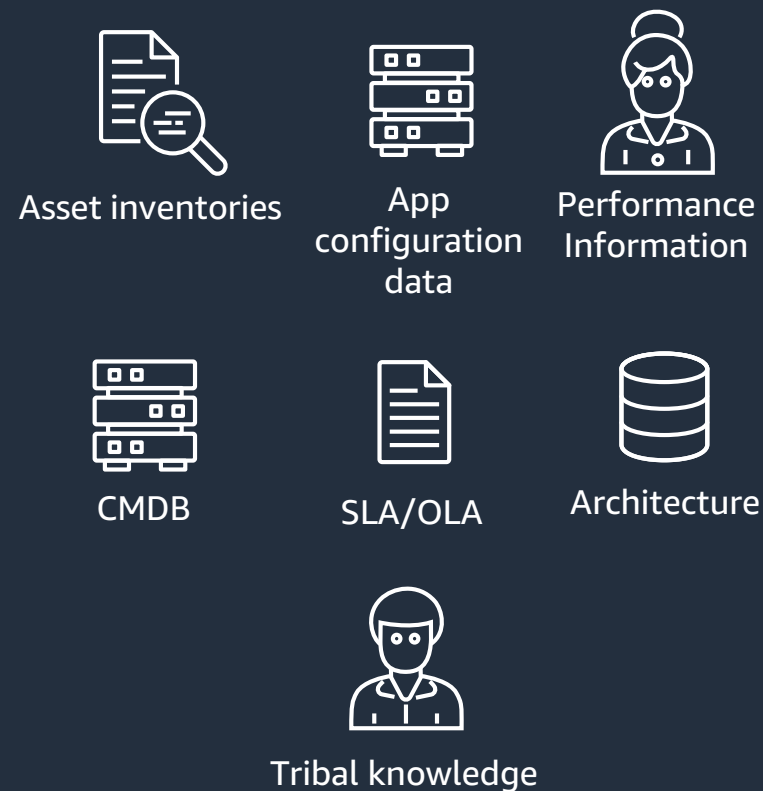 Asset inventories
App
configuration
data
Performance
Information
CMDB
SLA/OLA
Architecture
Tribal knowledge